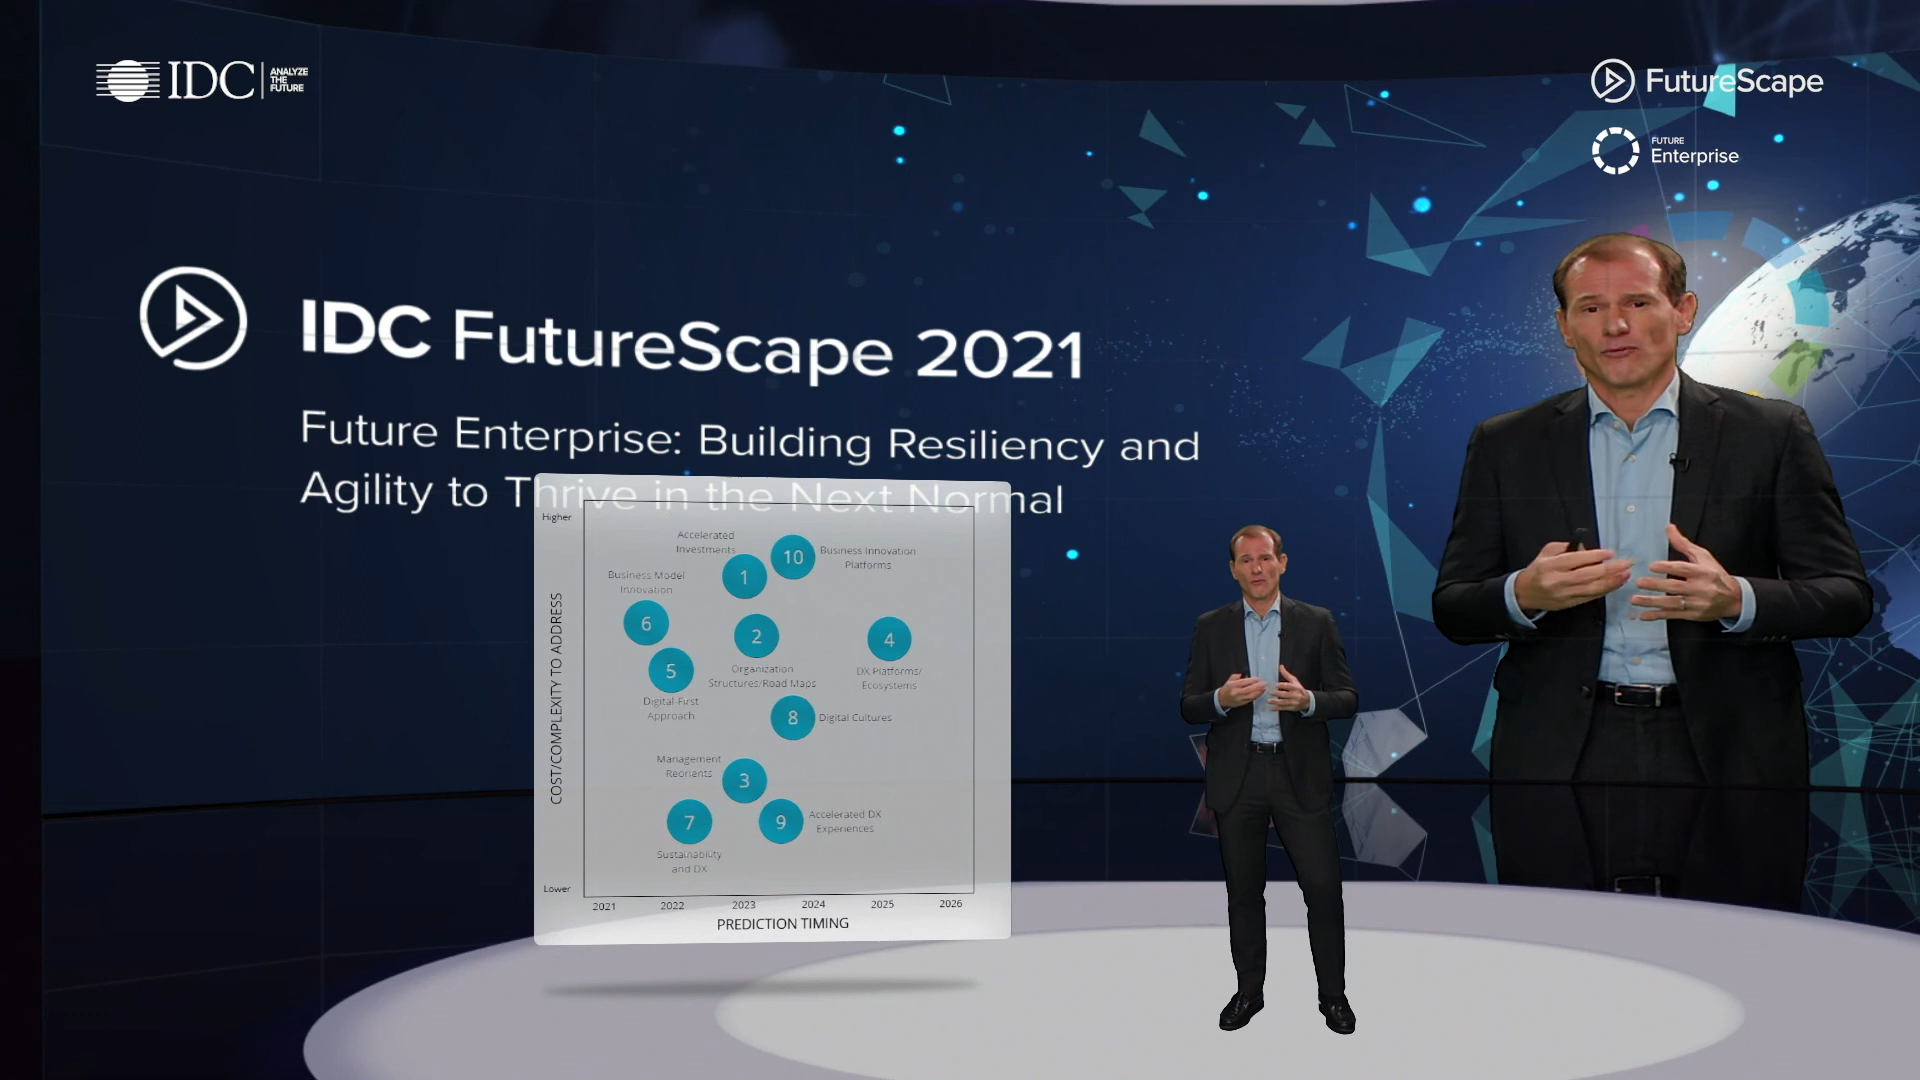 IDC
ANALYZE
THE
FUTURE
FutureScape
FUTURE
Enterprise
IDC FutureScape 2021
Future Enterprise: Building Resiliency and
Agility to Thrive in the Next Normal
Higher
Accelerated
Investments
1
10
Business Innovation
Platforms
Business Model
Innovation
6
2
Organization
Structures/Road Maps
4
DX Platforms/
Ecosystems
5
Digital-First
Approach
8
Digital Cultures
Management
Reorients
3
7
Sustainability
and DX
9
Accelerated DX
Experiences
COST/COMPLEXITY TO ADDRESS
Lower
2021 2022 2023 2024 2025 2026
PREDICTION TIMING